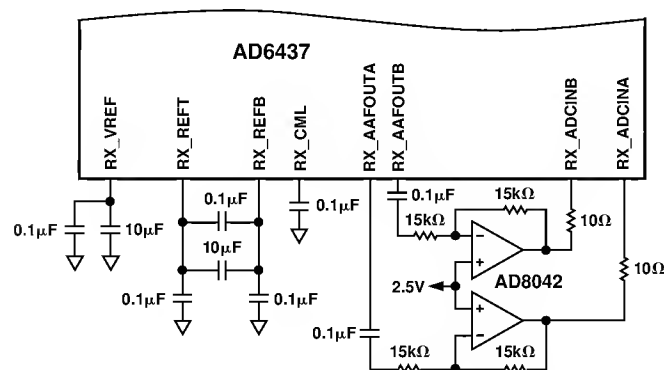 AD6437
RX_VREF
RX_REFT
RX_REFB
RX_CML
RX_AAFOUTA
RX_AAFOUTB
RX_ADCINB
RX_ADCINA
0.1µF
10µF
0.1µF
10µF
0.1µF
0.1µF
0.1µF
0.1µF
15kΩ
15kΩ
10Ω
10Ω
2.5V
AD8042
0.1µF
15kΩ
15kΩ
−
+
+
−